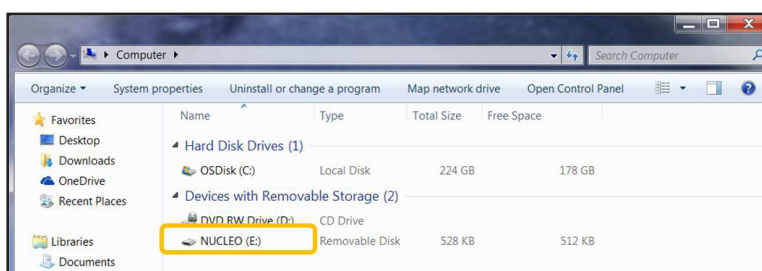 Computer
Search Computer
Organize System properties Uninstall or change a program Map network drive Open Control Panel
Favorites
Desktop
Downloads
OneDrive
Recent Places
Libraries
Documents
Name Type Total Size Free Space
Hard Disk Drives (1)
OSDisk (C:) Local Disk 224 GB 178 GB
Devices with Removable Storage (2)
DVD RW Drive (D:) CD Drive
NUCLEO (E:) Removable Disk 528 KB 512 KB